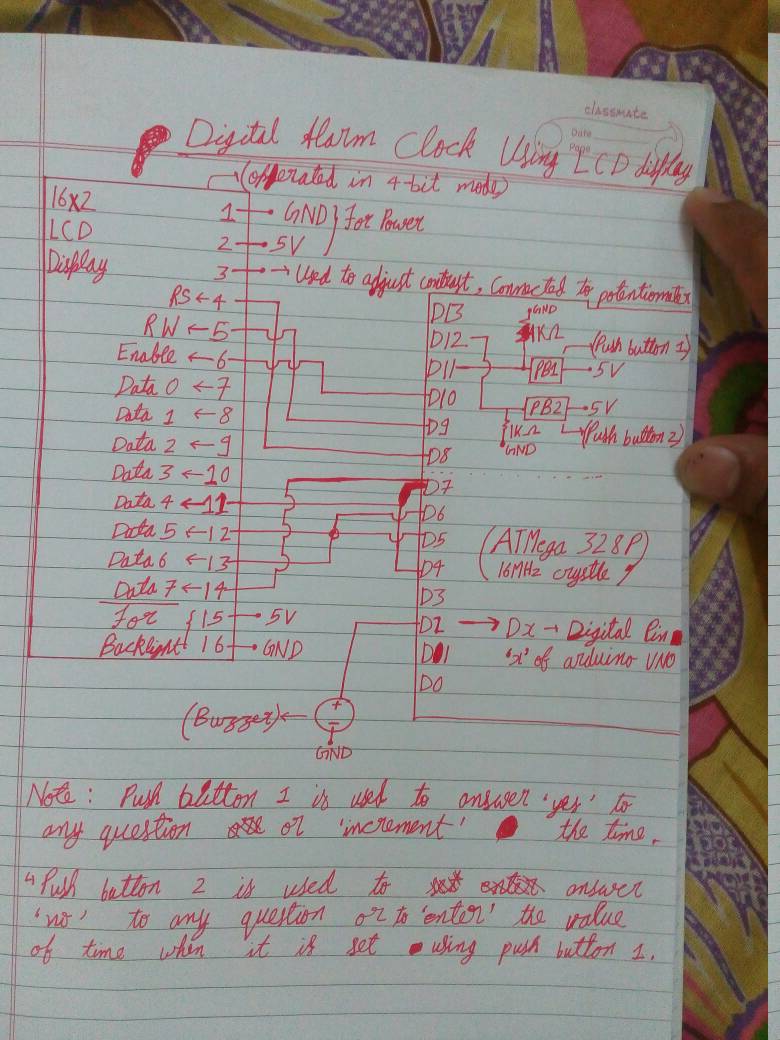 classmate
Date
Page
Digital Alarm Clock Using LCD display
(operated in 4-bit mode)
16x2
LCD
Display
1 GND } For Power
2 5V
3 → Used to adjust contrast, Connected to potentiometer
RS ← 4
RW ← 5
Enable ← 6
Data 0 ← 7
Data 1 ← 8
Data 2 ← 9
Data 3 ← 10
Data 4 ← 11
Data 5 ← 12
Data 6 ← 13
Data 7 ← 14
For { 15 5V
Backlight 16 GND
D13
D12
D11
D10
D9
D8
D7
D6
D5
D4
D3
D2 → Dx → Digital Pin
D1 'x' of arduino UNO
D0
GND
1KΩ
(Push button 1)
PB1 5V
PB2 5V
(Push button 2)
1KΩ
GND
(ATMega 328P)
16MHz crystle
(Buzzer) ←
+
-
GND
Note : Push button 1 is used to answer 'yes' to
any question or 'increment' the time.
↳ Push button 2 is used to answer
'no' to any question or to 'enter' the value
of time when it is set using push button 1.